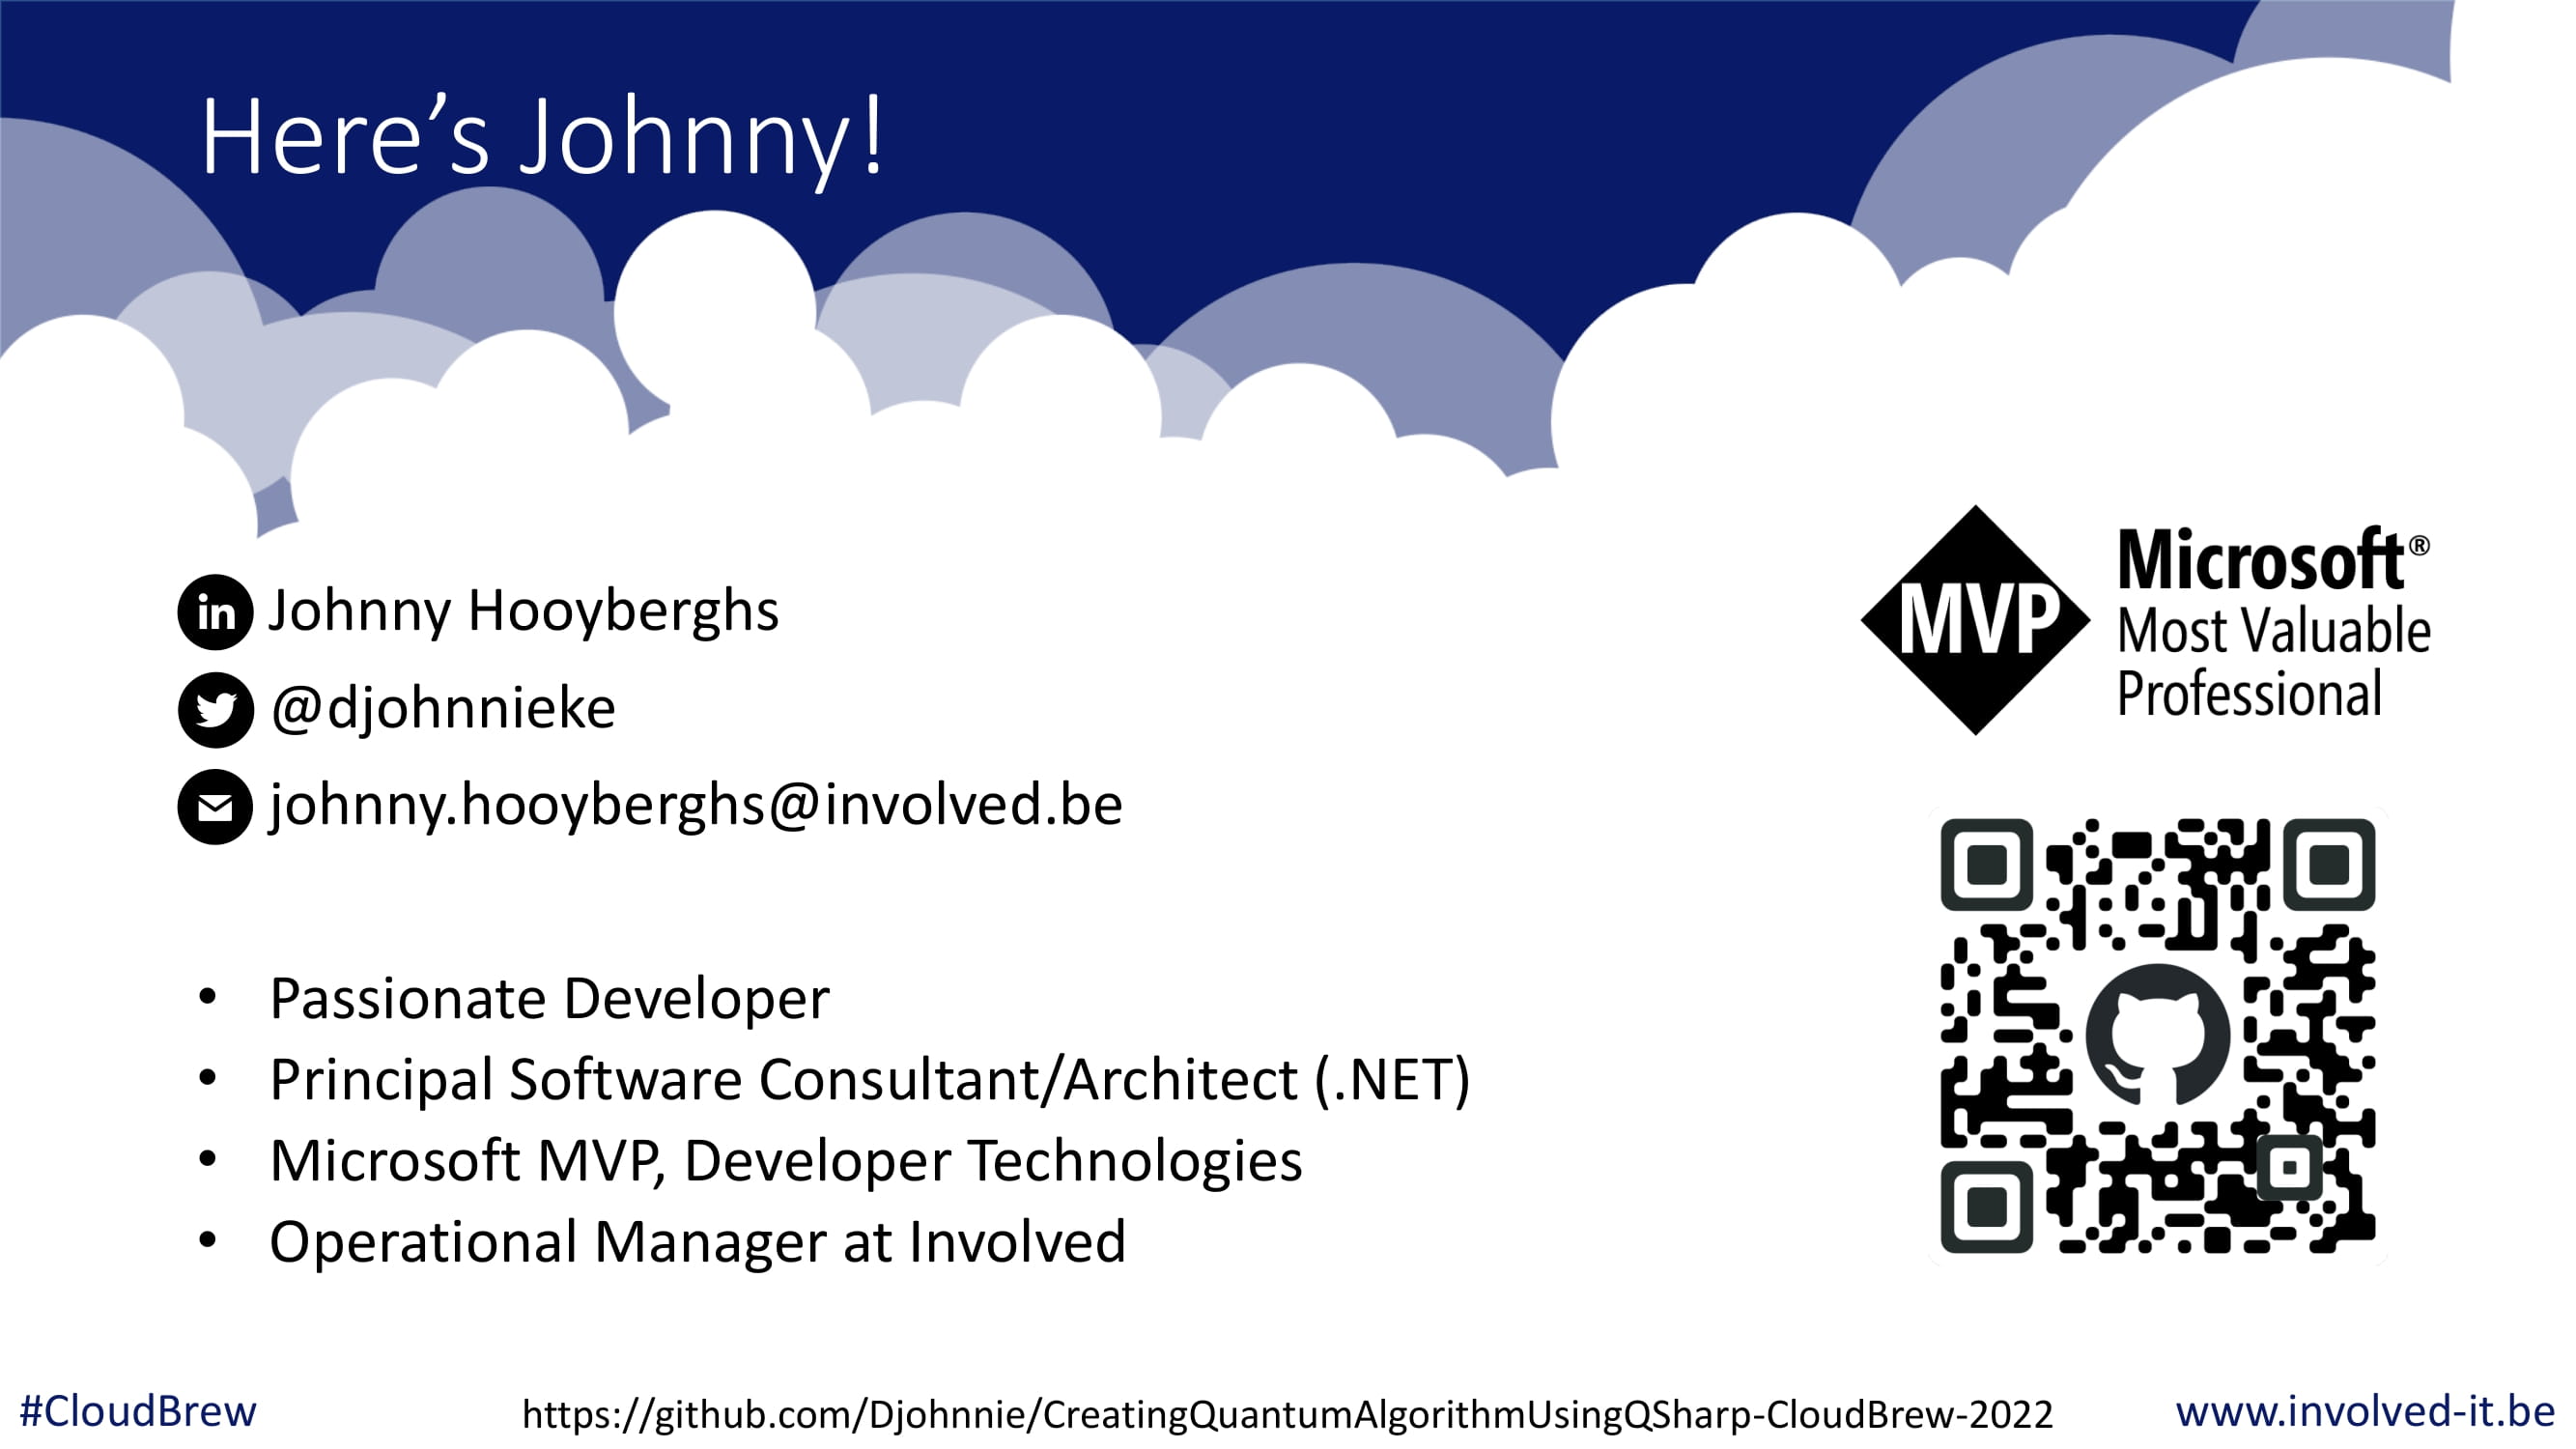 Here’s Johnny!
in Johnny Hooyberghs
@djohnnieke
johnny.hooyberghs@involved.be
MVP
Microsoft®
Most Valuable
Professional
• Passionate Developer
• Principal Software Consultant/Architect (.NET)
• Microsoft MVP, Developer Technologies
• Operational Manager at Involved
#CloudBrew
https://github.com/Djohnnie/CreatingQuantumAlgorithmUsingQSharp-CloudBrew-2022
www.involved-it.be